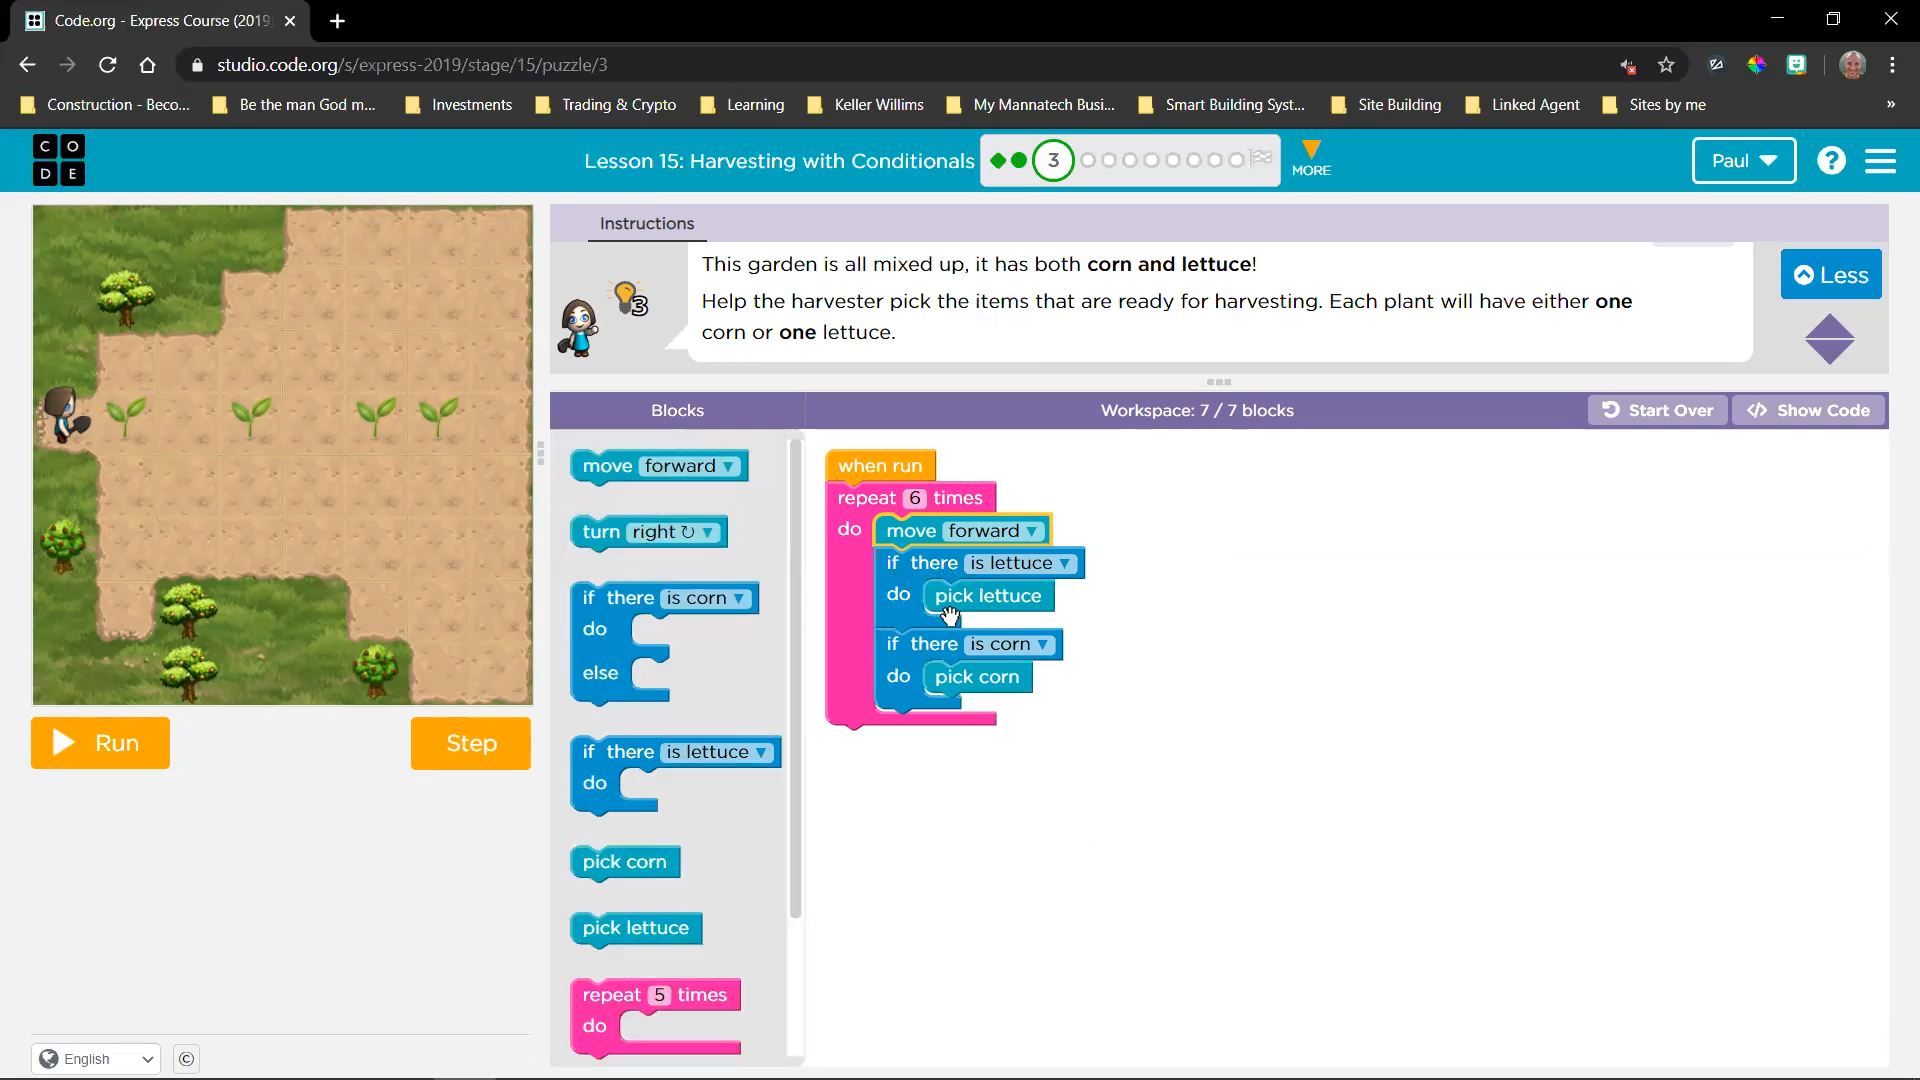 Code.org - Express Course (2019
studio.code.org/s/express-2019/stage/15/puzzle/3
Construction - Beco...
Be the man God m...
Investments
Trading & Crypto
Learning
Keller Willims
My Mannatech Busi...
Smart Building Syst...
Site Building
Linked Agent
Sites by me
»
C O
D E
Lesson 15: Harvesting with Conditionals
3
MORE
Paul
?
Instructions
3
This garden is all mixed up, it has both corn and lettuce!
Help the harvester pick the items that are ready for harvesting. Each plant will have either one
corn or one lettuce.
Less
Blocks
Workspace: 7 / 7 blocks
Start Over
</> Show Code
move forward
turn right ↻
if there is corn
do
else
if there is lettuce
do
pick corn
pick lettuce
repeat 5 times
do
when run
repeat 6 times
do move forward
if there is lettuce
do pick lettuce
if there is corn
do pick corn
Run
Step
English
©